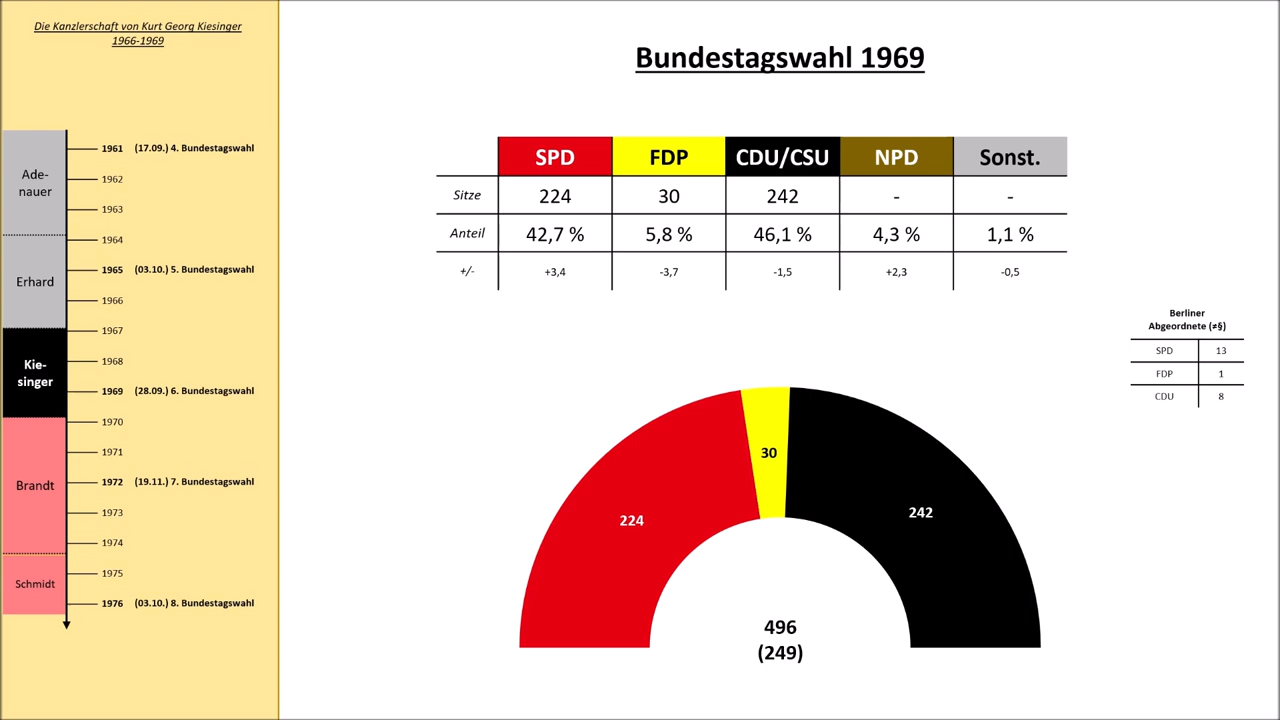 Die Kanzlerschaft von Kurt Georg Kiesinger
1966-1969
Ade-
nauer
Erhard
Kie-
singer
Brandt
Schmidt
1961 (17.09.) 4. Bundestagswahl
1962
1963
1964
1965 (03.10.) 5. Bundestagswahl
1966
1967
1968
1969 (28.09.) 6. Bundestagswahl
1970
1971
1972 (19.11.) 7. Bundestagswahl
1973
1974
1975
1976 (03.10.) 8. Bundestagswahl
Bundestagswahl 1969
SPD FDP CDU/CSU NPD Sonst.
Sitze 224 30 242 - -
Anteil 42,7 % 5,8 % 46,1 % 4,3 % 1,1 %
+/- +3,4 -3,7 -1,5 +2,3 -0,5
Berliner
Abgeordnete (≠§)
SPD 13
FDP 1
CDU 8
224
30
242
496
(249)